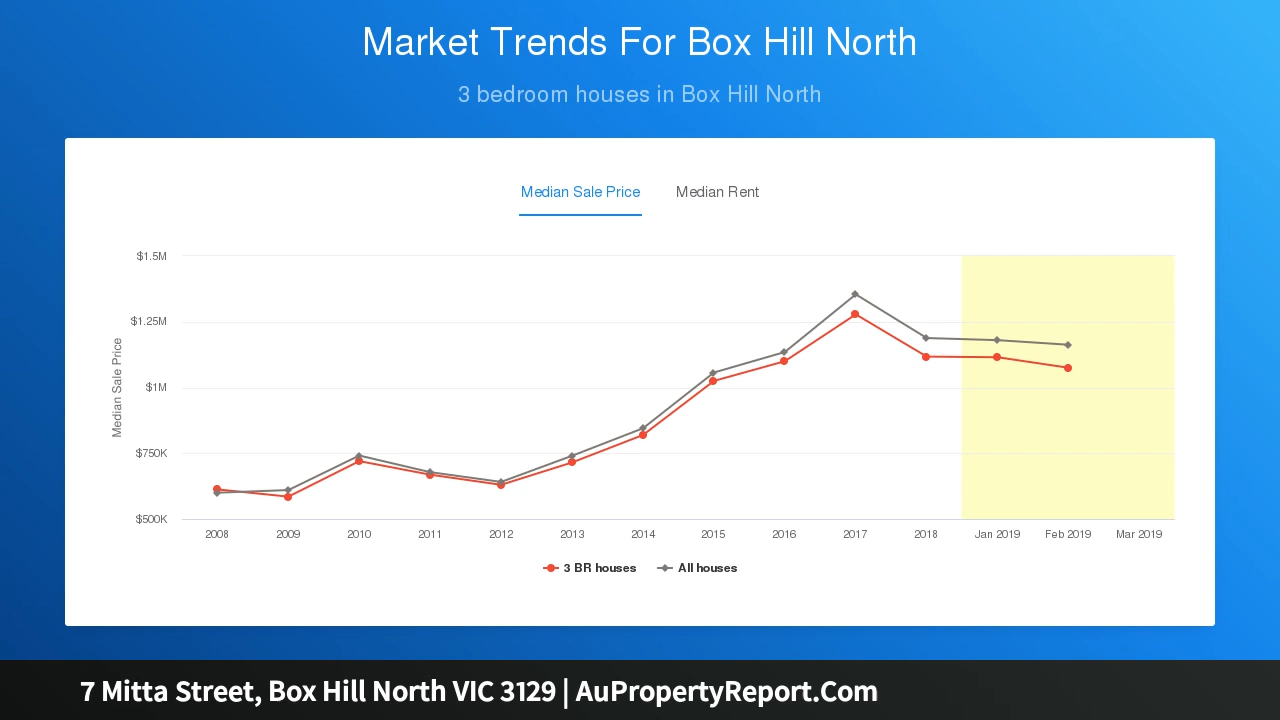 Market Trends For Box Hill North
3 bedroom houses in Box Hill North
Median Sale Price Median Rent
$1.5M
$1.25M
$1M
$750K
$500K
Median Sale Price
2008 2009 2010 2011 2012 2013 2014 2015 2016 2017 2018 Jan 2019 Feb 2019 Mar 2019
3 BR houses All houses
7 Mitta Street, Box Hill North VIC 3129 | AuPropertyReport.Com